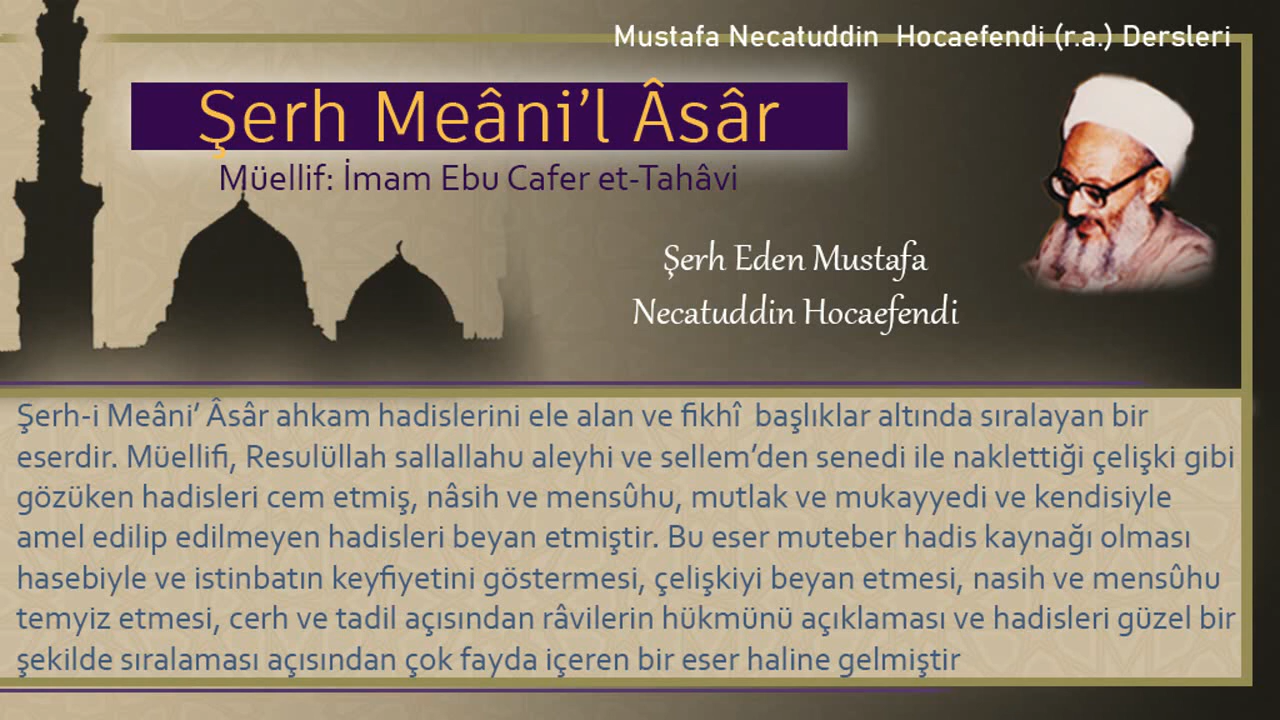 Mustafa Necatuddin Hocaefendi (r.a.) Dersleri
Şerh Meâni’l Âsâr
Müellif: İmam Ebu Cafer et-Tahâvi
Şerh Eden Mustafa
Necatuddin Hocaefendi
Şerh-i Meâni’ Âsâr ahkam hadislerini ele alan ve fıkhî başlıklar altında sıralayan bir
eserdir. Müellifi, Resulüllah sallallahu aleyhi ve sellem’den senedi ile naklettiği çelişki gibi
gözüken hadisleri cem etmiş, nâsih ve mensûhu, mutlak ve mukayyedi ve kendisiyle
amel edilip edilmeyen hadisleri beyan etmiştir. Bu eser muteber hadis kaynağı olması
hasebiyle ve istinbatın keyfiyetini göstermesi, çelişkiyi beyan etmesi, nasih ve mensûhu
temyiz etmesi, cerh ve tadil açısından râvilerin hükmünü açıklaması ve hadisleri güzel bir
şekilde sıralaması açısından çok fayda içeren bir eser haline gelmiştir